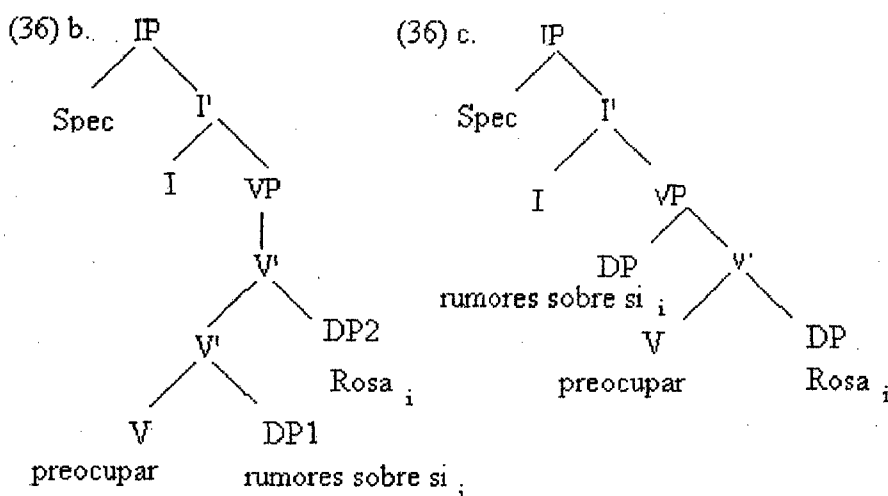 (36) b. IP
Spec I'
I VP
V'
V' DP2
Rosa i
V DP1
preocupar rumores sobre si i
(36) c. IP
Spec I'
I VP
DP V'
rumores sobre si i
V DP
preocupar Rosa i